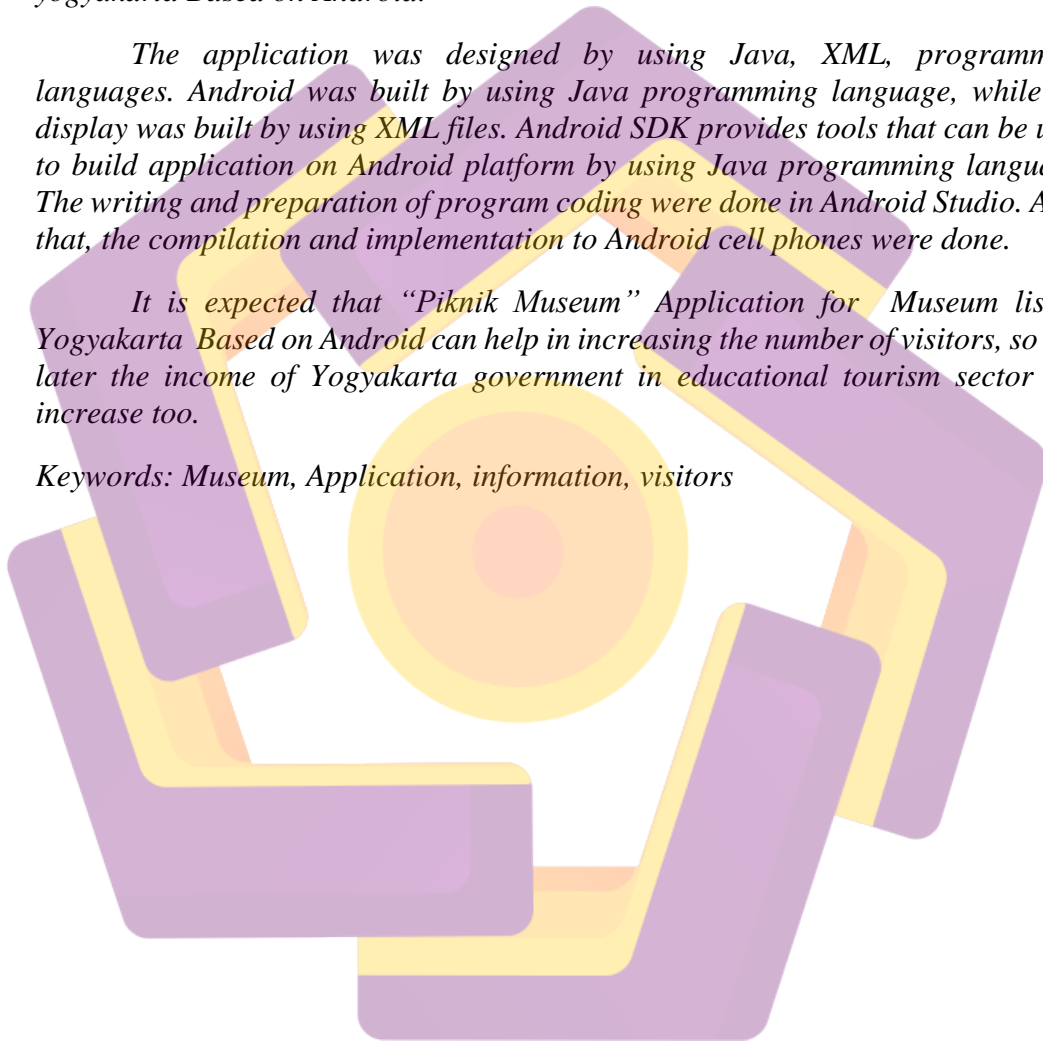 yogyakarta Based on Android.
The application was designed by using Java, XML, programm
languages. Android was built by using Java programming language, while
display was built by using XML files. Android SDK provides tools that can be u
to build application on Android platform by using Java programming langua
The writing and preparation of program coding were done in Android Studio. A
that, the compilation and implementation to Android cell phones were done.
It is expected that “Piknik Museum” Application for Museum lis
Yogyakarta Based on Android can help in increasing the number of visitors, so
later the income of Yogyakarta government in educational tourism sector
increase too.
Keywords: Museum, Application, information, visitors